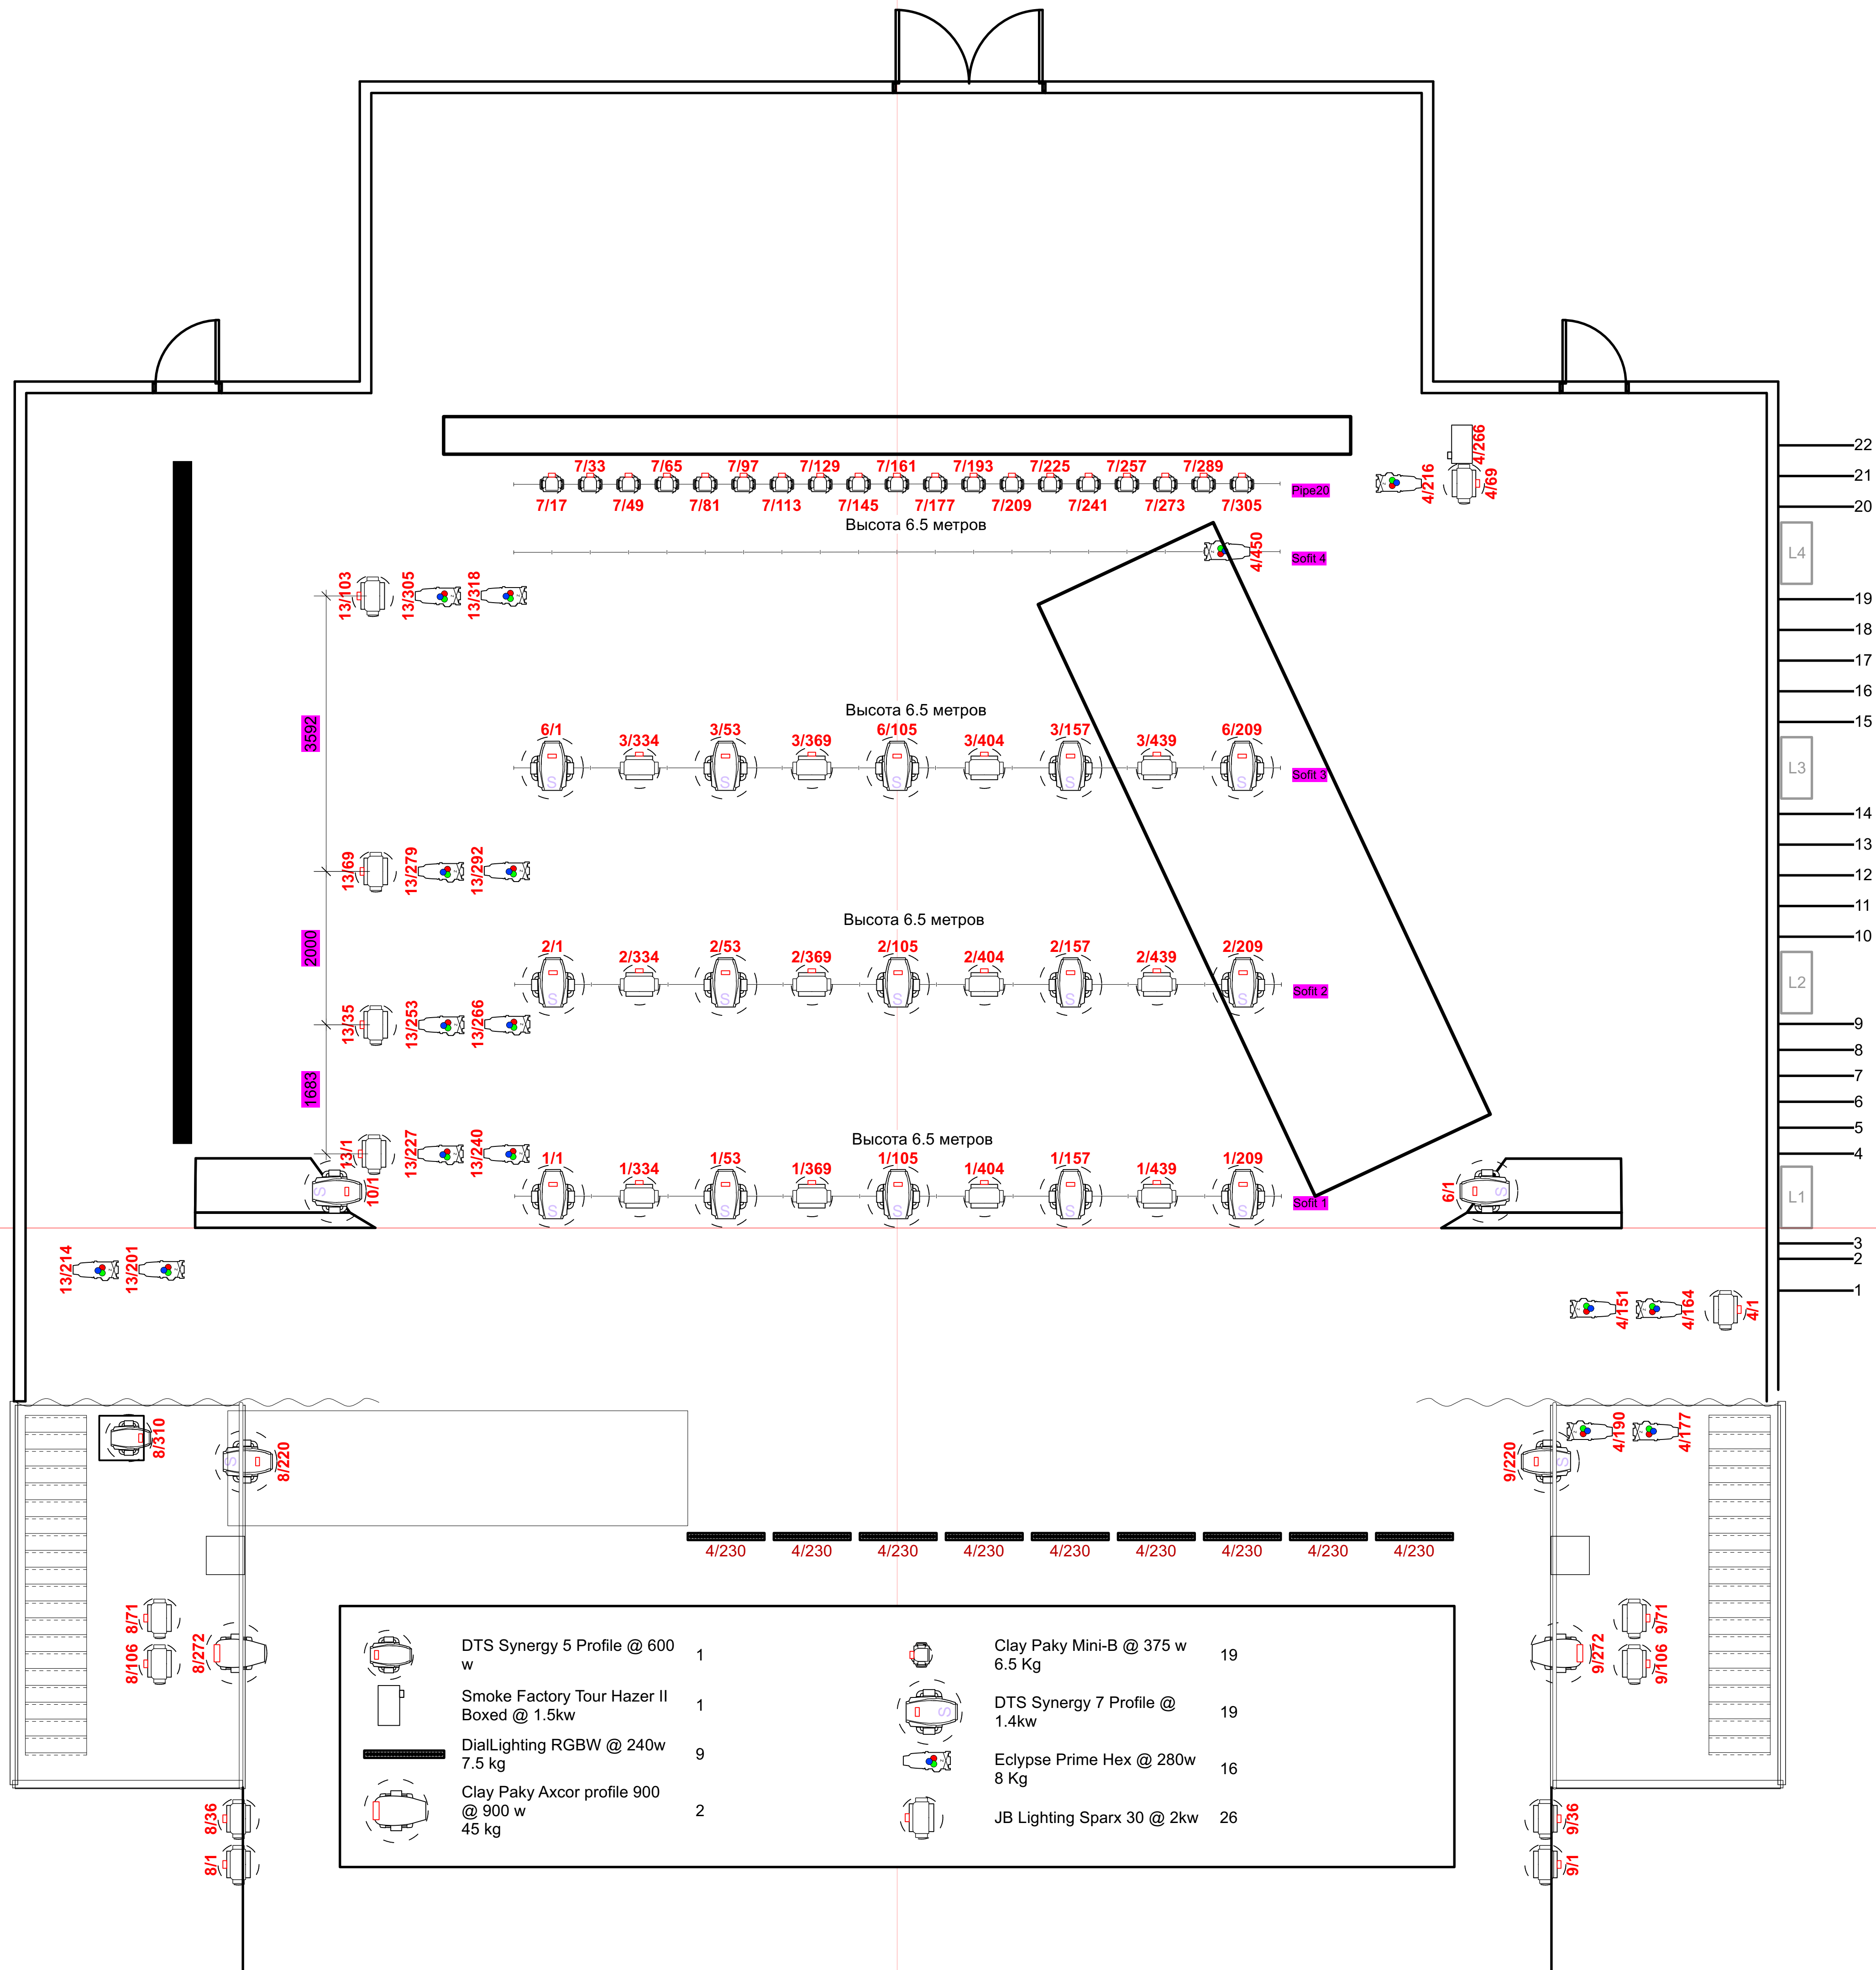 4/266
22
7/33
7/65
7/97
7/129
7/161
7/193
7/225
7/257
7/289
4/216
4/69
21
Pipe20
7/17
7/49
7/81
7/113
7/145
7/177
7/209
7/241
7/273
7/305
20
Высота 6.5 метров
4/450
Sofit 4
L4
13/103
13/305
13/318
19
18
17
16
Высота 6.5 метров
15
3592
6/1
3/334
3/53
3/369
6/105
3/404
3/157
3/439
6/209
S
S
S
S
S
Sofit 3
L3
14
13
13/69
13/279
13/292
12
11
Высота 6.5 метров
10
2000
2/1
2/334
2/53
2/369
2/105
2/404
2/157
2/439
2/209
S
S
S
S
S
Sofit 2
L2
13/35
13/253
13/266
9
8
7
1683
6
5
Высота 6.5 метров
13/1
13/227
13/240
4
1/1
1/334
1/53
1/369
1/105
1/404
1/157
1/439
1/209
S
10/1
S
S
S
S
S
Sofit 1
6/1
S
L1
3
2
13/214
13/201
1
4/151
4/164
4/1
8/310
4/190
4/177
S
8/220
9/220
S
4/230
4/230
4/230
4/230
4/230
4/230
4/230
4/230
4/230
8/71
9/71
8/106
8/272
9/272
9/106
DTS Synergy 5 Profile @ 600
w
1
Smoke Factory Tour Hazer II
Boxed @ 1.5kw
1
DialLighting RGBW @ 240w
7.5 kg
9
Clay Paky Axcor profile 900
@ 900 w
45 kg
2
Clay Paky Mini-B @ 375 w
6.5 Kg
19
S
DTS Synergy 7 Profile @
1.4kw
19
Eclypse Prime Hex @ 280w
8 Kg
16
JB Lighting Sparx 30 @ 2kw
26
8/36
9/36
8/1
9/1